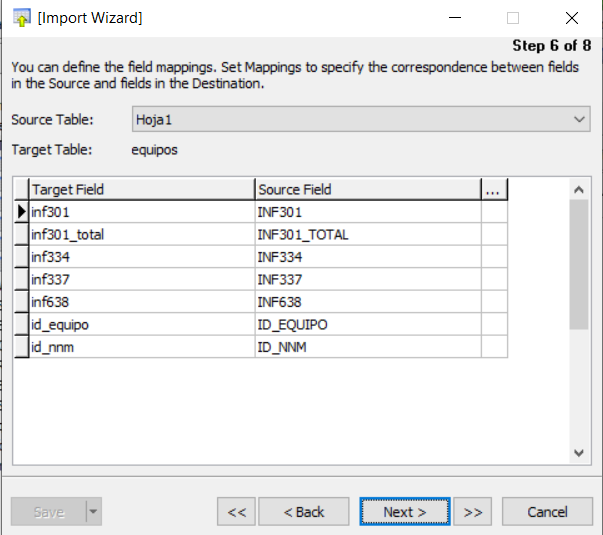 [Import Wizard]
Step 6 of 8
You can define the field mappings. Set Mappings to specify the correspondence between fields
in the Source and fields in the Destination.
Source Table: Hoja1
Target Table: equipos
Target Field Source Field ...
inf301 INF301
inf301_total INF301_TOTAL
inf334 INF334
inf337 INF337
inf638 INF638
id_equipo ID_EQUIPO
id_nnm ID_NNM
Save << < Back Next > >> Cancel